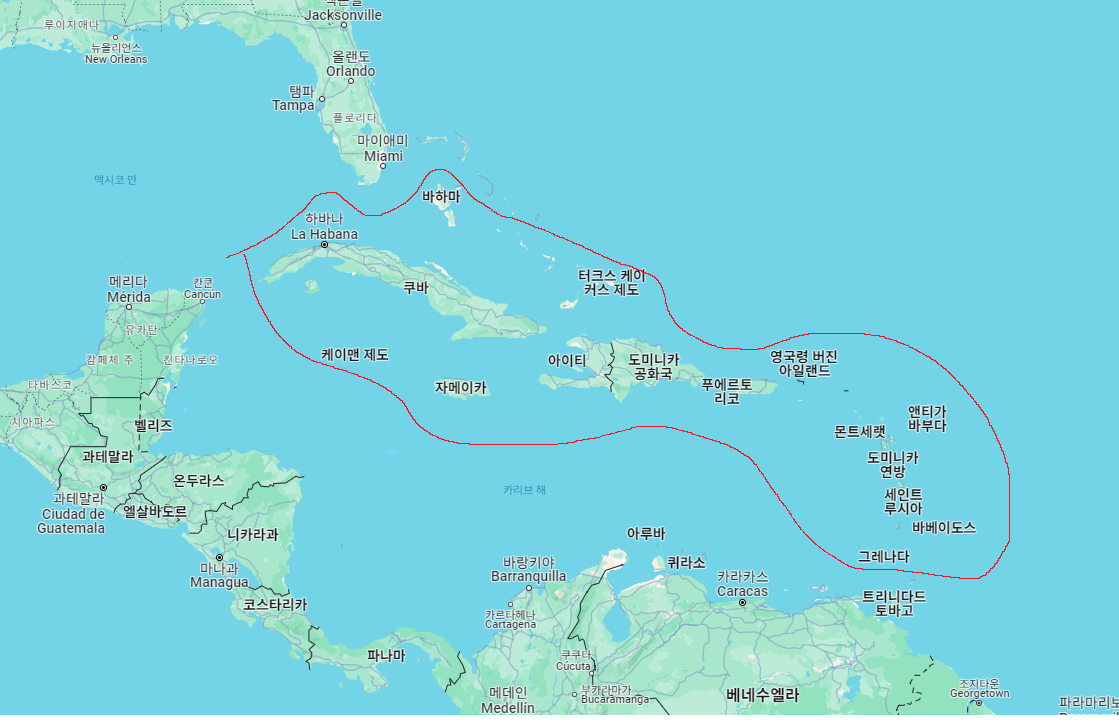 잭슨빌
Jacksonville
루이지애나
뉴올리언스
New Orleans
올랜도
Orlando
탬파
Tampa
플로리다
마이애미
Miami
멕시코 만
바하마
하바나
La Habana
메리다
Mérida
칸쿤
Cancún
쿠바
터크스 케이
커스 제도
유카탄
캄페체 주
킨타나로오
케이맨 제도
아이티
도미니카
공화국
영국령 버진
아일랜드
타바스코
자메이카
푸에르토
리코
치아파스
벨리즈
앤티가
바부다
몬트세랫
과테말라
도미니카
연방
온두라스
카리브 해
세인트
루시아
과테말라
Ciudad de
Guatemala
엘살바도르
바베이도스
니카라과
아루바
그레나다
마나과
Managua
바랑키야
Barranquilla
퀴라소
카라카스
Caracas
코스타리카
카르타헤나
Cartagena
트리니다드
토바고
파나마
쿠쿠타
Cúcuta
메데인
Medellín
부카라마가
Bucaramanga
베네수엘라
조지타운
Georgetown
파라마리보